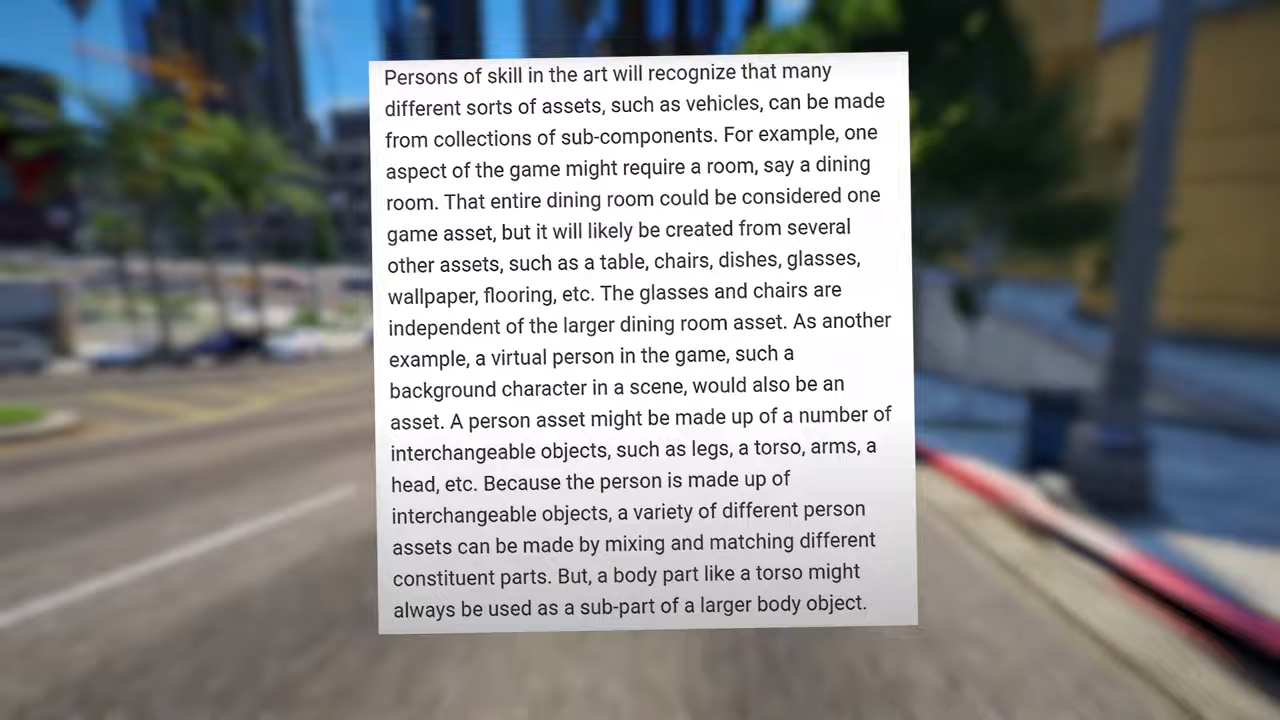 Persons of skill in the art will recognize that many
different sorts of assets, such as vehicles, can be made
from collections of sub-components. For example, one
aspect of the game might require a room, say a dining
room. That entire dining room could be considered one
game asset, but it will likely be created from several
other assets, such as a table, chairs, dishes, glasses,
wallpaper, flooring, etc. The glasses and chairs are
independent of the larger dining room asset. As another
example, a virtual person in the game, such a
background character in a scene, would also be an
asset. A person asset might be made up of a number of
interchangeable objects, such as legs, a torso, arms, a
head, etc. Because the person is made up of
interchangeable objects, a variety of different person
assets can be made by mixing and matching different
constituent parts. But, a body part like a torso might
always be used as a sub-part of a larger body object.